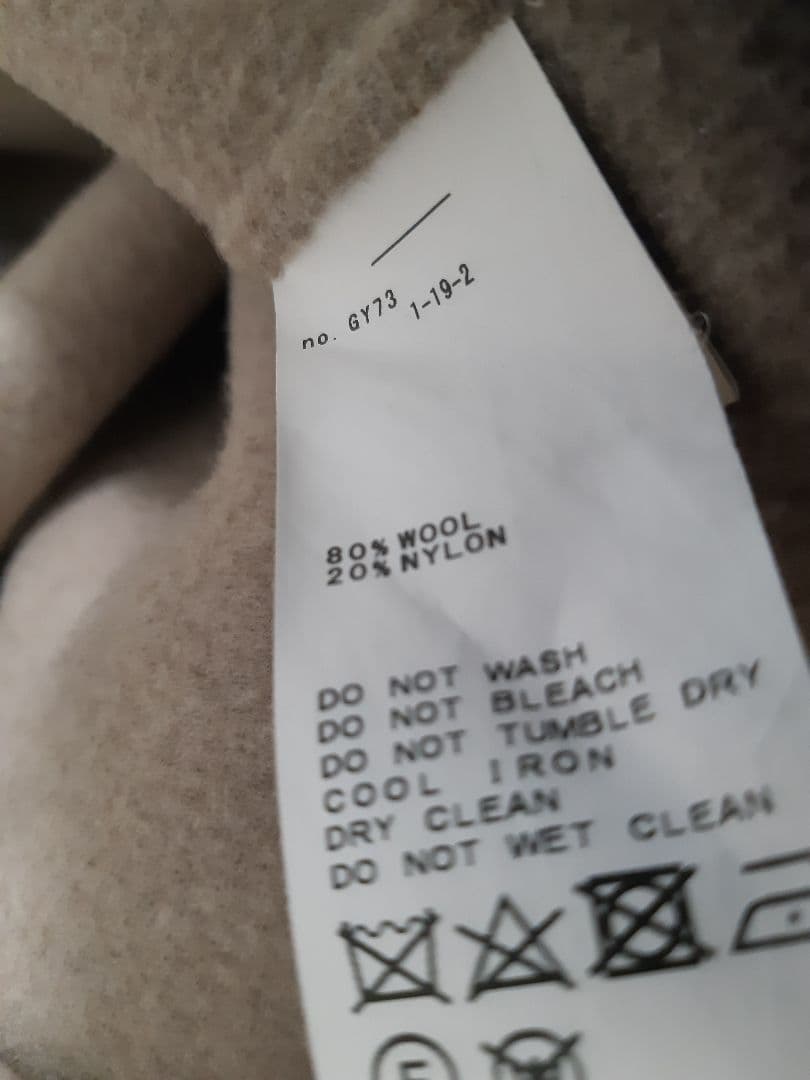 no. GY73 1-19-2
80% WOOL
20% NYLON
DO NOT WASH
DO NOT BLEACH
DO NOT TUMBLE DRY
COOL IRON
DRY CLEAN
DO NOT WET CLEAN